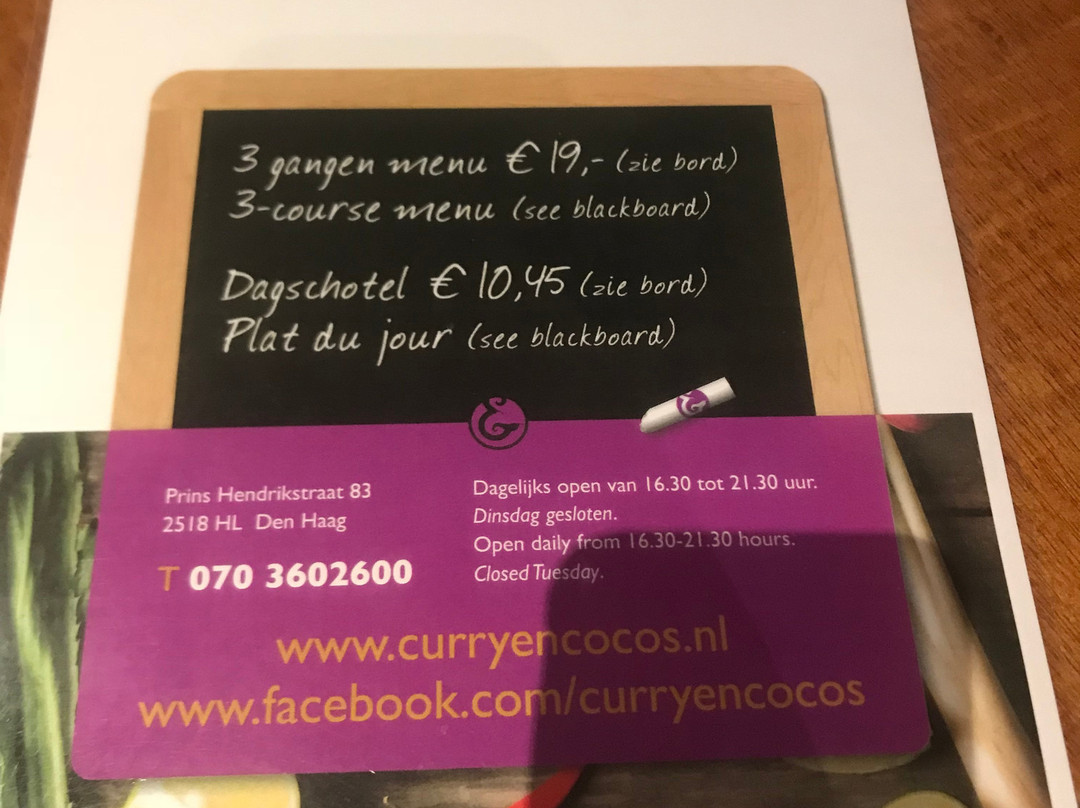 3 gangen menu € 19,- (zie bord)
3-course menu (see blackboard)
Dagschotel € 10,45 (zie bord)
Plat du jour (see blackboard)
&
&
Prins Hendrikstraat 83
2518 HL Den Haag
T 070 3602600
Dagelijks open van 16.30 tot 21.30 uur.
Dinsdag gesloten.
Open daily from 16.30-21.30 hours.
Closed Tuesday.
www.curryencocos.nl
www.facebook.com/curryencocos